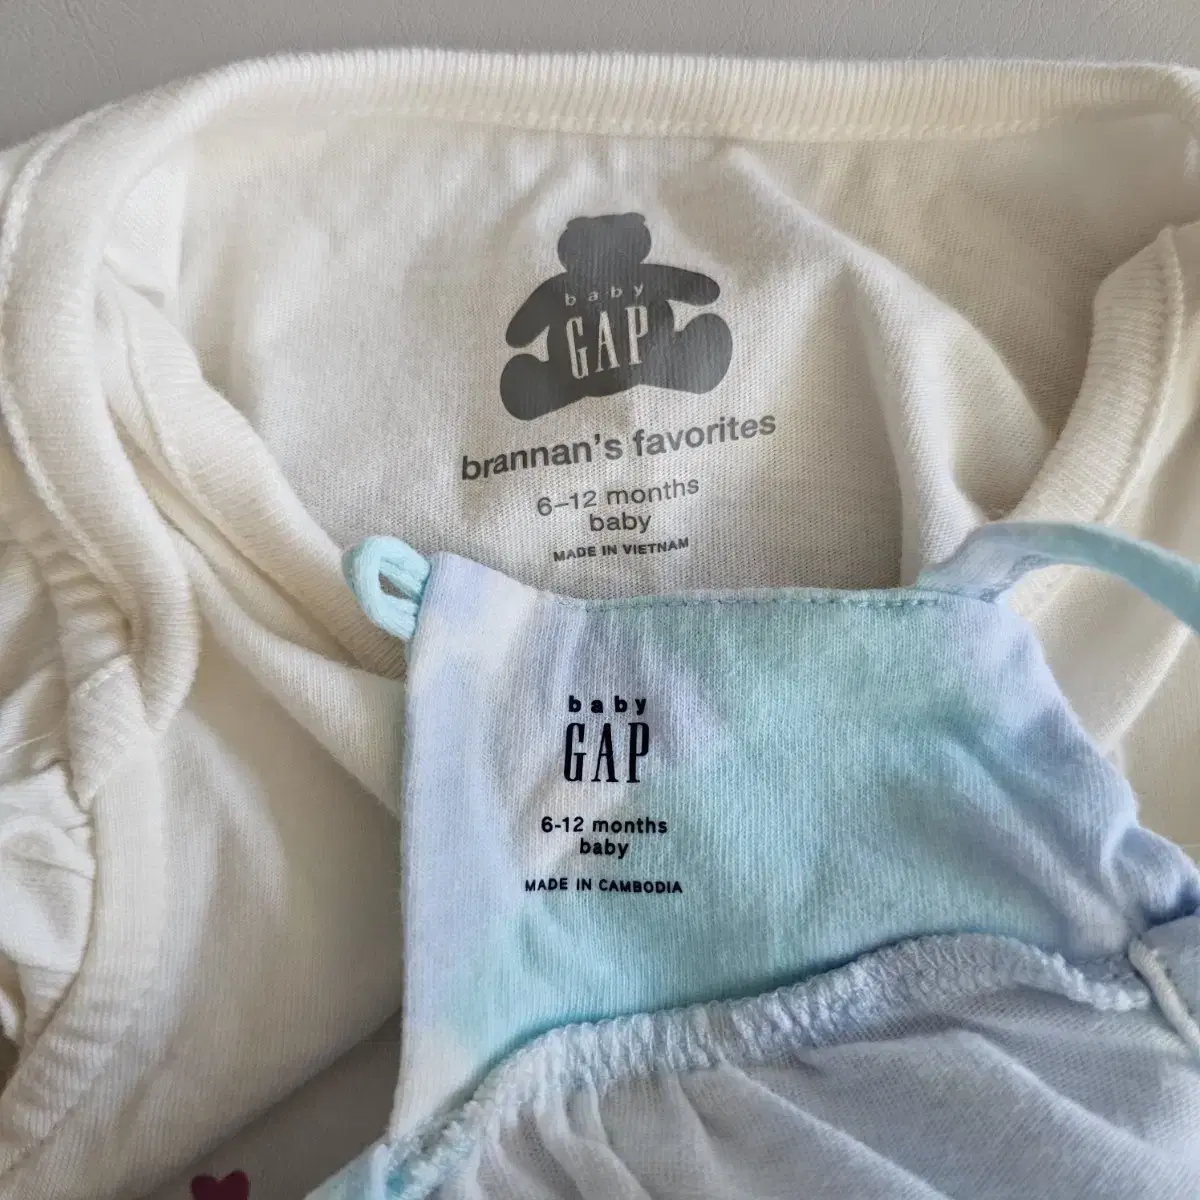 baby
GAP
brannan's favorites
6–12 months
baby
MADE IN VIETNAM
baby
GAP
6-12 months
baby
MADE IN CAMBODIA